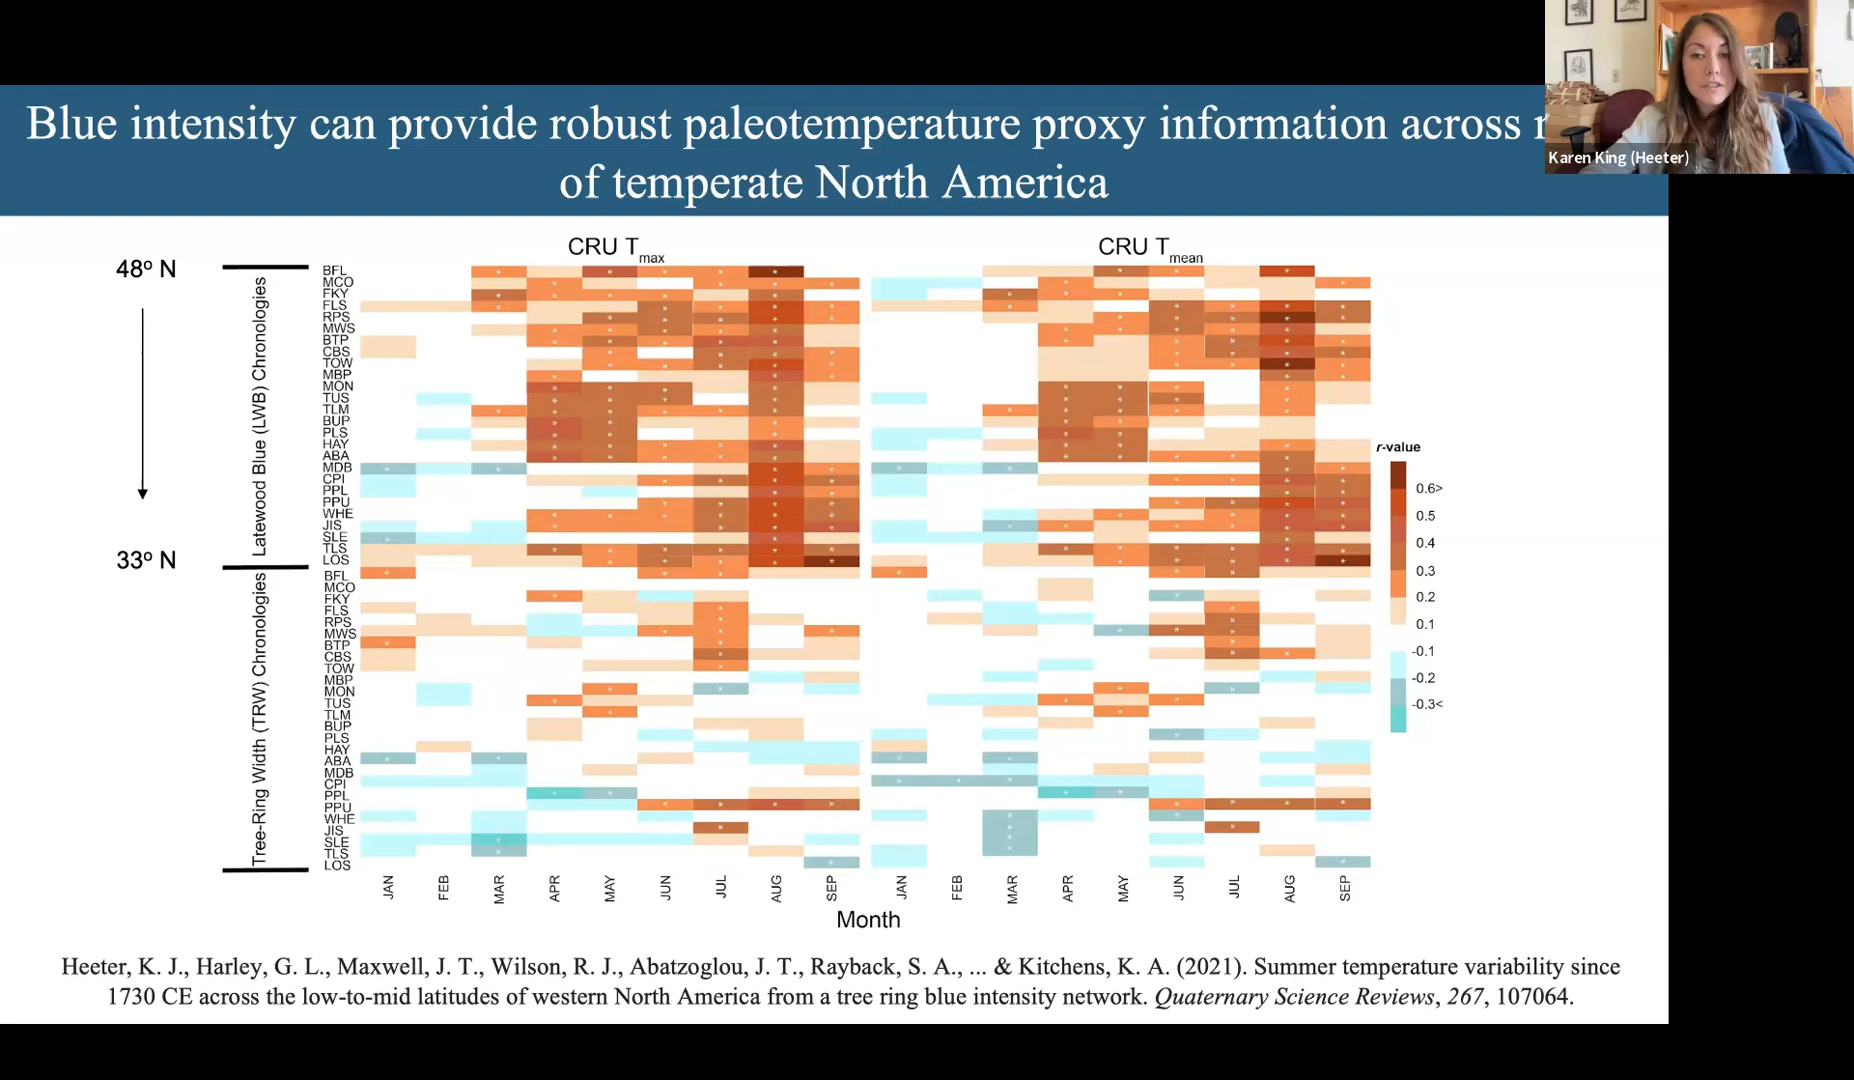 Blue intensity can provide robust paleotemperature proxy information across
of temperate North America
Karen King (Heeter)
CRU Tmax
CRU Tmean
48o N
33o N
Latewood Blue (LWB) Chronologies
Tree-Ring Width (TRW) Chronologies
BFL
MCO
FKY
FLS
RPS
MWS
BTP
CBS
TOW
MBP
MON
TUS
TLM
BUP
PLS
HAY
ABA
MDB
CPI
PPL
PPU
WHE
JIS
SLE
TLS
LOS
BFL
MCO
FKY
FLS
RPS
MWS
BTP
CBS
TOW
MBP
MON
TUS
TLM
BUP
PLS
HAY
ABA
MDB
CPI
PPL
PPU
WHE
JIS
SLE
TLS
LOS
r-value
0.6>
0.5
0.4
0.3
0.2
0.1
-0.1
-0.2
-0.3<
JAN FEB MAR APR MAY JUN JUL AUG SEP JAN FEB MAR APR MAY JUN JUL AUG SEP
Month
Heeter, K. J., Harley, G. L., Maxwell, J. T., Wilson, R. J., Abatzoglou, J. T., Rayback, S. A., ... & Kitchens, K. A. (2021). Summer temperature variability since
1730 CE across the low-to-mid latitudes of western North America from a tree ring blue intensity network. Quaternary Science Reviews, 267, 107064.